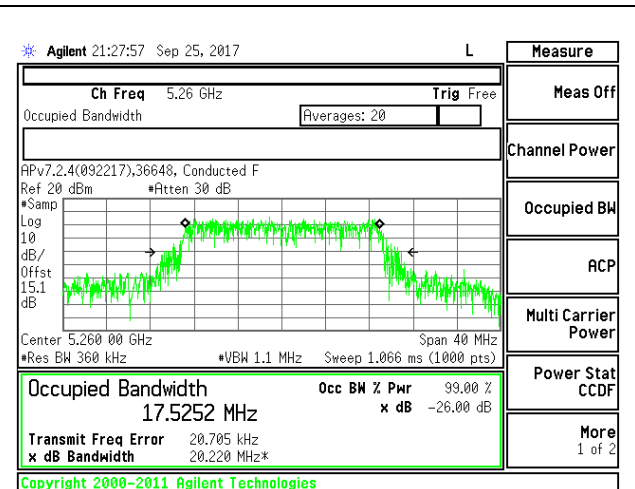 Agilent 21:27:57 Sep 25, 2017 L
Measure
Ch Freq 5.26 GHz Trig Free
Meas Off
Occupied Bandwidth Averages: 20
Channel Power
APv7.2.4(092217),36648, Conducted F
Ref 20 dBm #Atten 30 dB
#Samp
Log
10
dB/
Offst
15.1
dB
Occupied BW
ACP
Center 5.260 00 GHz Span 40 MHz
#Res BW 360 kHz #VBW 1.1 MHz Sweep 1.066 ms (1000 pts)
Multi Carrier
Power
Occupied Bandwidth Occ BW % Pwr 99.00 %
17.5252 MHz x dB -26.00 dB
Power Stat
CCDF
Transmit Freq Error 20.705 kHz
x dB Bandwidth 20.220 MHz*
More
1 of 2
Copyright 2000-2011 Agilent Technologies